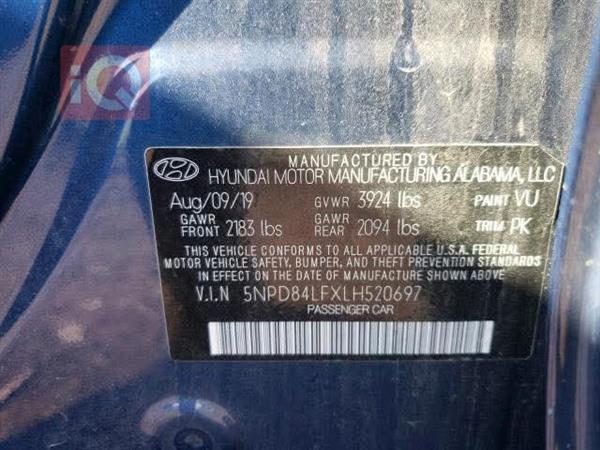 iQ
MANUFACTURED BY
HYUNDAI MOTOR MANUFACTURING ALABAMA, LLC
Aug/09/19 GVWR 3924 lbs PAINT VU
GAWR FRONT 2183 lbs GAWR REAR 2094 lbs TRIM PK
THIS VEHICLE CONFORMS TO ALL APPLICABLE U.S.A. FEDERAL
MOTOR VEHICLE SAFETY, BUMPER, AND THEFT PREVENTION STANDARDS
IN EFFECT ON THE DATE OF MANUFACTURE SHOWN ABOVE.
V.I.N 5NPD84LFXLH520697
PASSENGER CAR